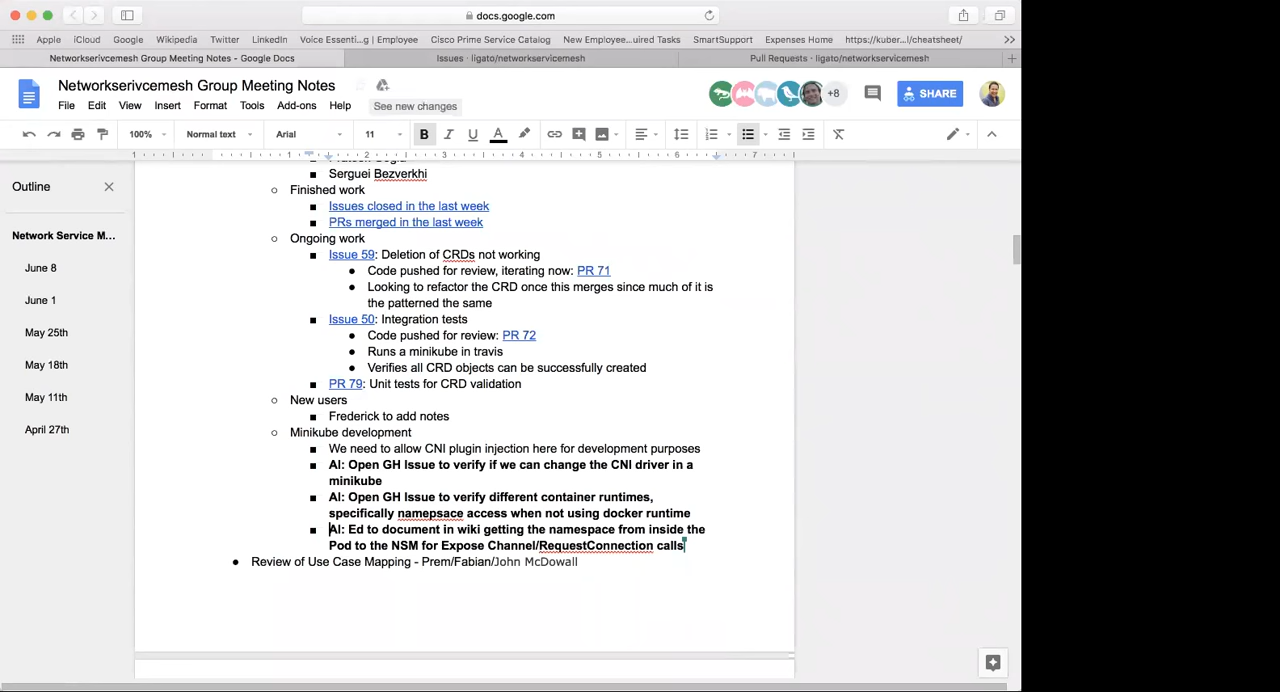 docs.google.com
Apple iCloud Google Wikipedia Twitter LinkedIn Voice Essenti...g | Employee Cisco Prime Service Catalog New Employee...uired Tasks SmartSupport Expenses Home https://kuber...l/cheatsheet/
Networkserivcemesh Group Meeting Notes - Google Docs Issues · ligato/networkservicemesh Pull Requests · ligato/networkservicemesh
Networkserivcemesh Group Meeting Notes
+8 SHARE
File Edit View Insert Format Tools Add-ons Help See new changes
100% Normal text Arial 11 B I U A
1 1 2 3 4 5 6 7
Outline
Network Service M...
June 8
June 1
May 25th
May 18th
May 11th
April 27th
Serguei Bezverkhi
Finished work
Issues closed in the last week
PRs merged in the last week
Ongoing work
Issue 59: Deletion of CRDs not working
Code pushed for review, iterating now: PR 71
Looking to refactor the CRD once this merges since much of it is
the patterned the same
Issue 50: Integration tests
Code pushed for review: PR 72
Runs a minikube in travis
Verifies all CRD objects can be successfully created
PR 79: Unit tests for CRD validation
New users
Frederick to add notes
Minikube development
We need to allow CNI plugin injection here for development purposes
AI: Open GH Issue to verify if we can change the CNI driver in a
minikube
AI: Open GH Issue to verify different container runtimes,
specifically namepsace access when not using docker runtime
AI: Ed to document in wiki getting the namespace from inside the
Pod to the NSM for Expose Channel/RequestConnection calls
Review of Use Case Mapping - Prem/Fabian/John McDowall